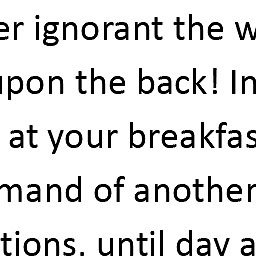 er ignorant the w
upon the back! In
at your breakfas
mand of another
tions, until day a